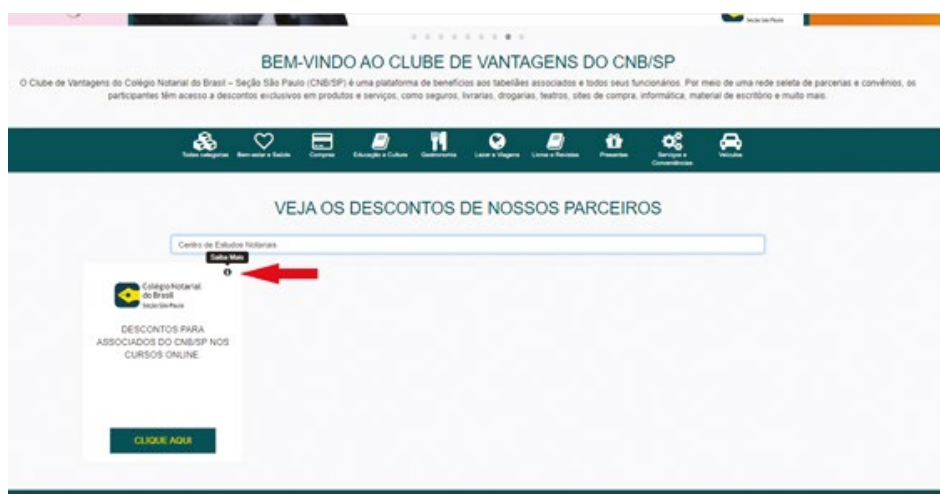 Seção São Paulo
BEM-VINDO AO CLUBE DE VANTAGENS DO CNB/SP
O Clube de Vantagens do Colégio Notarial do Brasil – Seção São Paulo (CNB/SP) é uma plataforma de benefícios aos tabeliães associados e todos seus funcionários. Por meio de uma rede seleta de parcerias e convênios, os
participantes têm acesso a descontos exclusivos em produtos e serviços, como seguros, livrarias, drogarias, teatros, sites de compra, informática, material de escritório e muito mais.
Todas categorias Bem-estar e Saúde Compras Educação e Cultura Gastronomia Lazer e Viagens Livros e Revistas Presentes Serviços e Conveniências Veículos
VEJA OS DESCONTOS DE NOSSOS PARCEIROS
Centro de Estudos Notariais
Saiba Mais
Colégio Notarial
do Brasil
Seção São Paulo
DESCONTOS PARA
ASSOCIADOS DO CNB/SP NOS
CURSOS ONLINE
CLIQUE AQUI